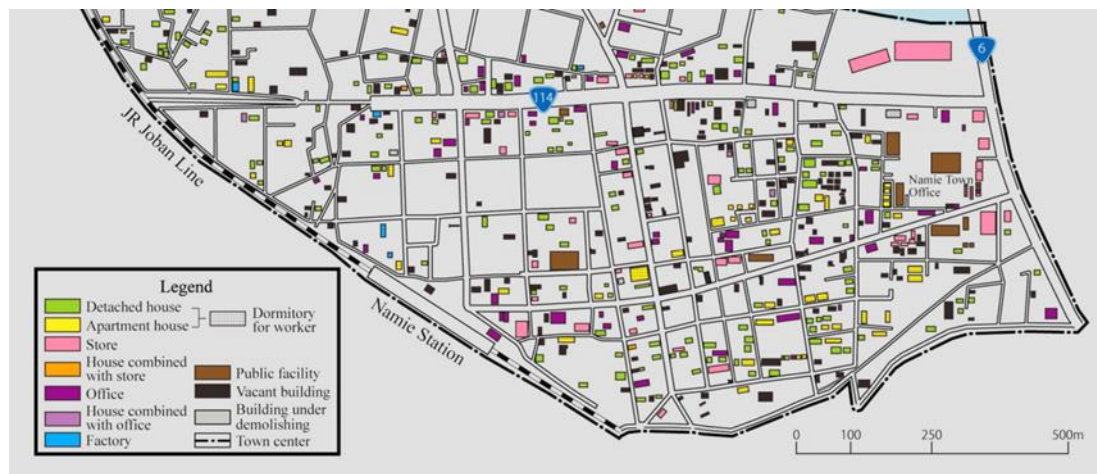 6
114
JR Joban Line
Namie Town
Office
Namie Station
Legend
Detached house
Apartment house
Dormitory
for worker
Store
House combined
with store
Office
House combined
with office
Factory
Public facility
Vacant building
Building under
demolishing
Town center
0 100 250 500m